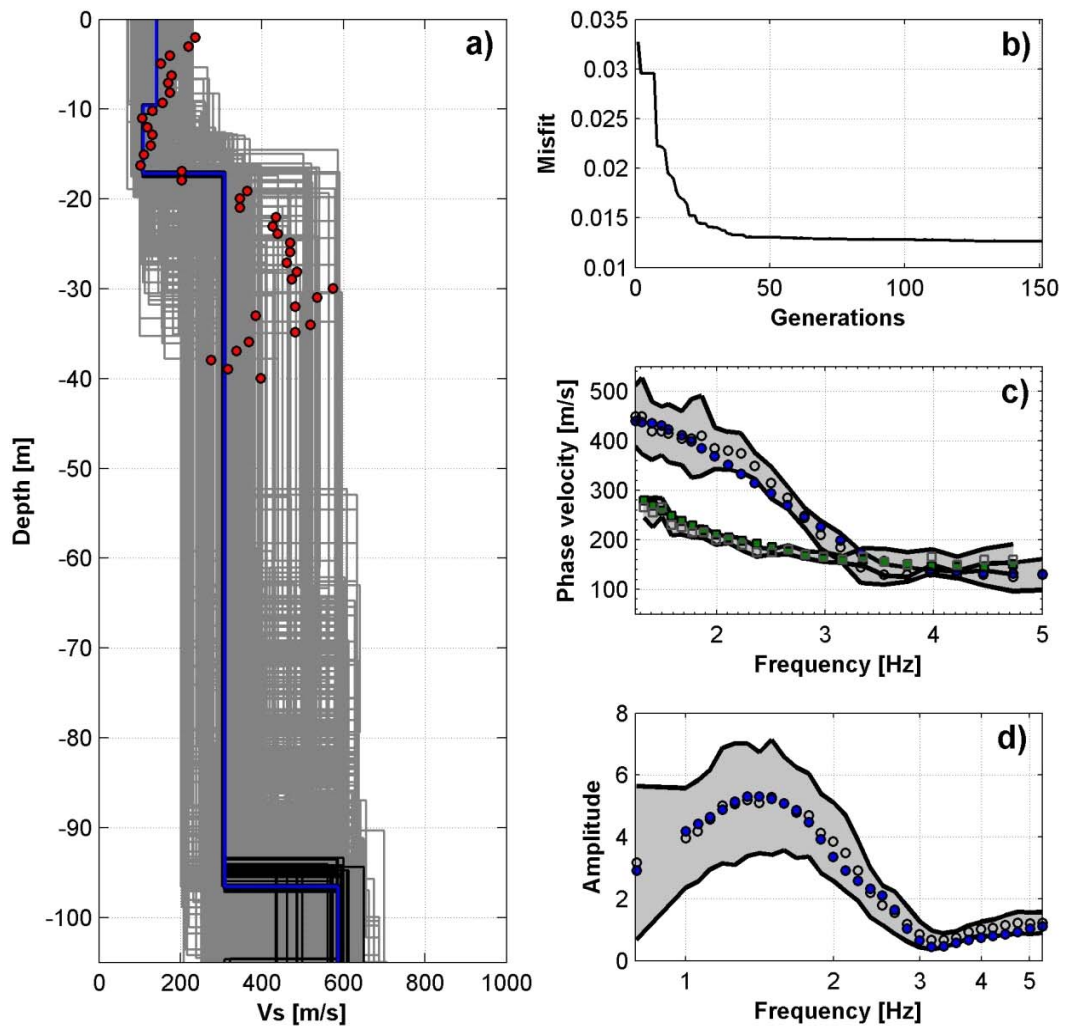 a)
0
-10
-20
-30
-40
-50
-60
-70
-80
-90
-100
Depth [m]
0 200 400 600 800 1000
Vs [m/s]
b)
0.035
0.03
0.025
0.02
0.015
0.01
Misfit
0 50 100 150
Generations
c)
500
400
300
200
100
Phase velocity [m/s]
2 3 4 5
Frequency [Hz]
d)
8
6
4
2
0
Amplitude
1 2 3 4 5
Frequency [Hz]